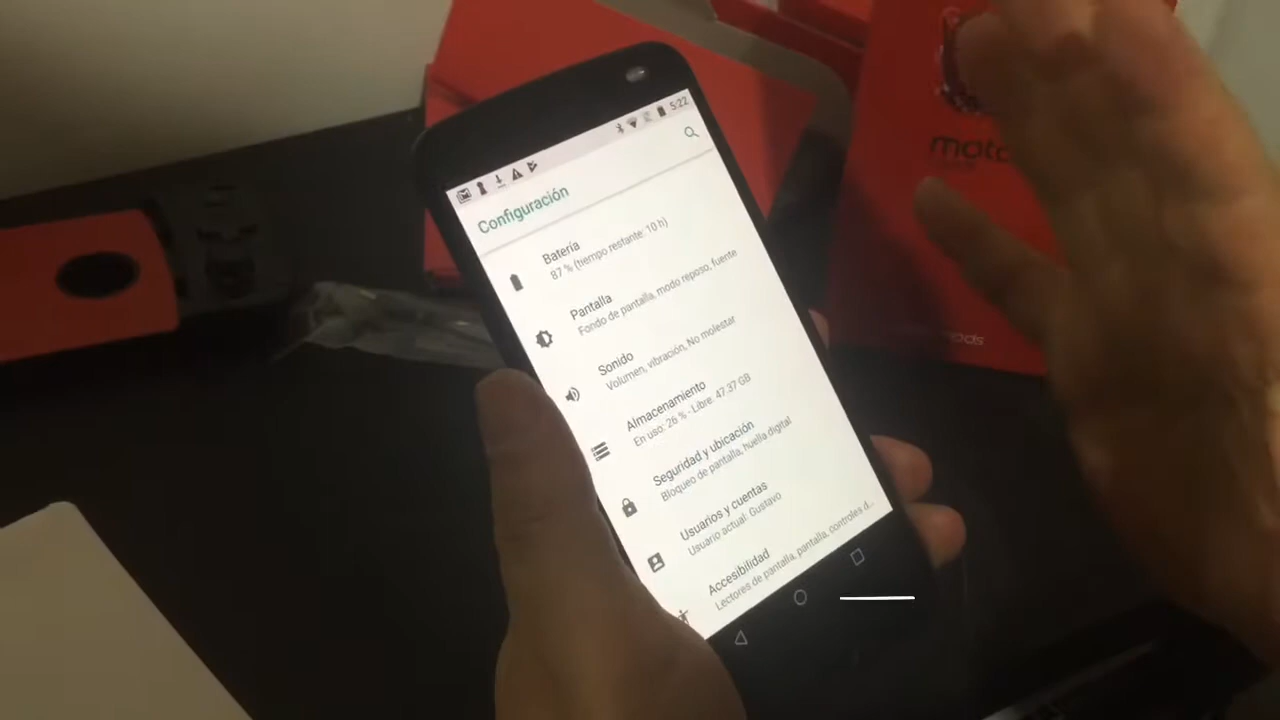 5:22
Configuración
Batería
87 % (tiempo restante: 10 h)
Pantalla
Fondo de pantalla, modo reposo, fuente
Sonido
Volumen, vibración, No molestar
Almacenamiento
En uso: 26 % - Libre: 47.37 GB
Seguridad y ubicación
Bloqueo de pantalla, huella digital
Usuarios y cuentas
Usuario actual: Gustavo
Accesibilidad
Lectores de pantalla, pantalla, controles d...
moto